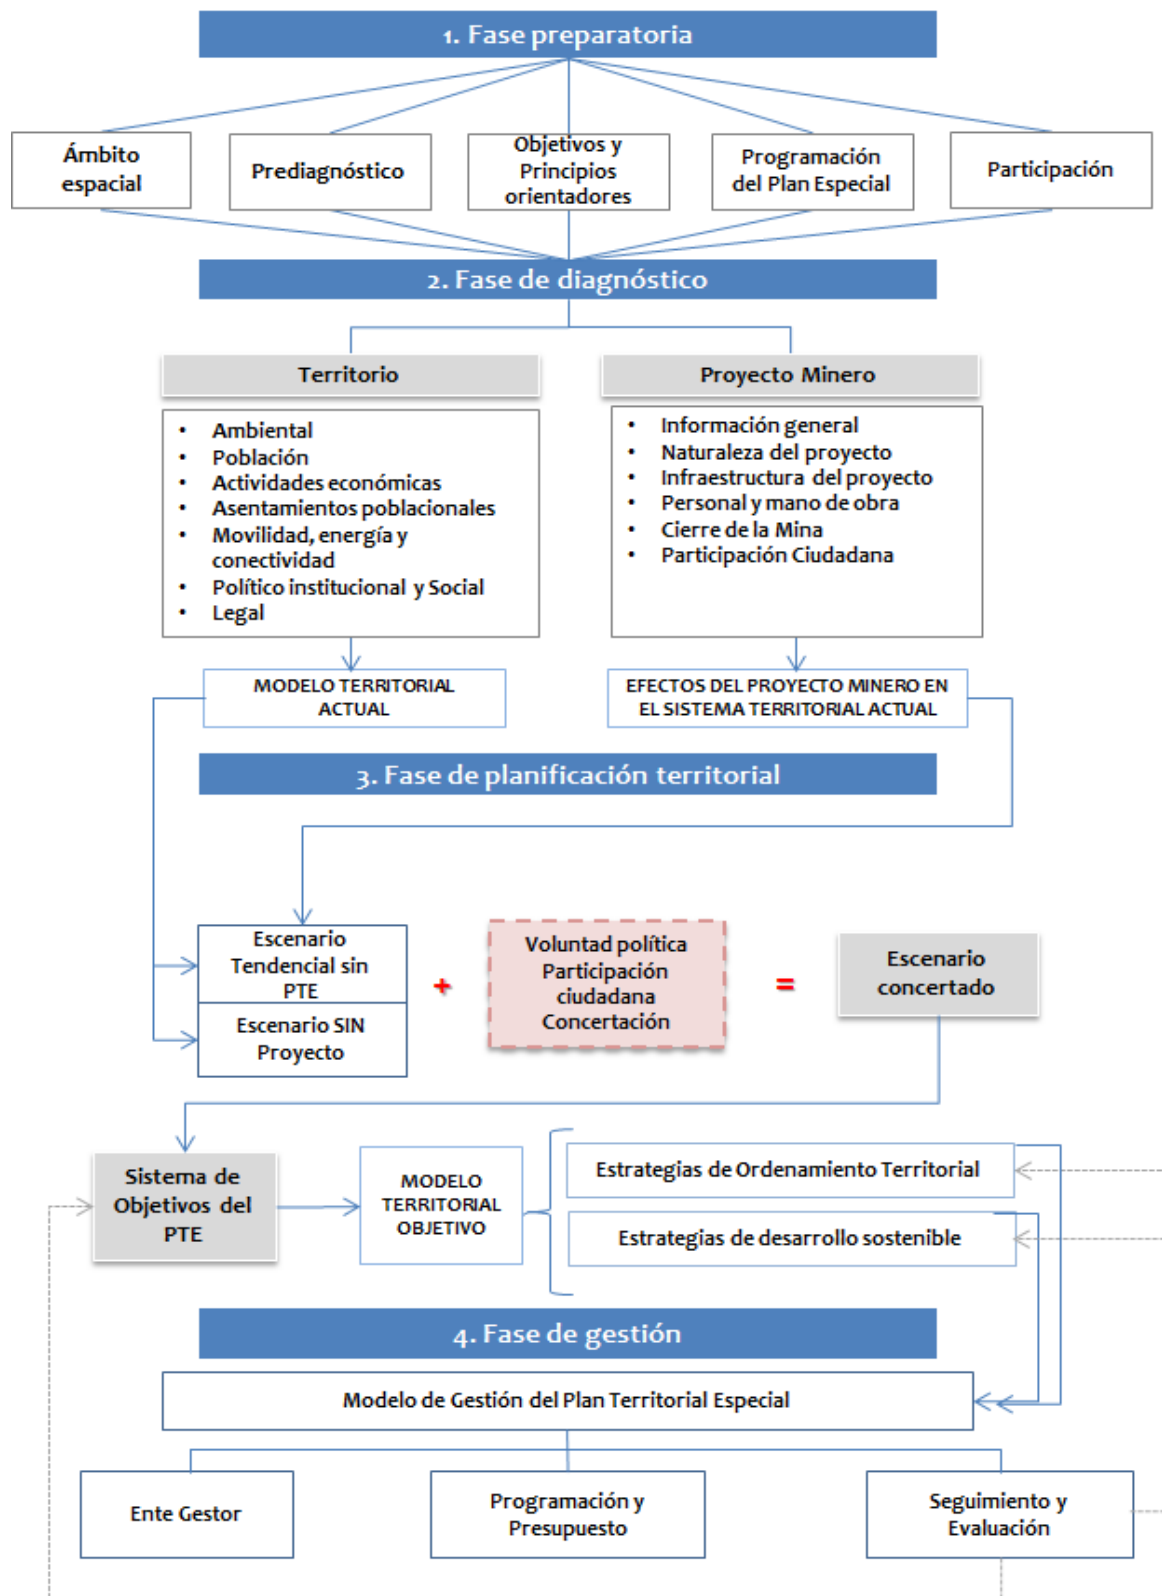 1. Fase preparatoria
Ámbito
espacial
Prediagnóstico
Objetivos y
Principios
orientadores
Programación
del Plan Especial
Participación
2. Fase de diagnóstico
Territorio
• Ambiental
• Población
• Actividades económicas
• Asentamientos poblacionales
• Movilidad, energía y
conectividad
• Político institucional y Social
• Legal
Proyecto Minero
• Información general
• Naturaleza del proyecto
• Infraestructura del proyecto
• Personal y mano de obra
• Cierre de la Mina
• Participación Ciudadana
MODELO TERRITORIAL
ACTUAL
EFECTOS DEL PROYECTO MINERO EN
EL SISTEMA TERRITORIAL ACTUAL
3. Fase de planificación territorial
Escenario
Tendencial sin
PTE
Escenario SIN
Proyecto
+
Voluntad política
Participación
ciudadana
Concertación
=
Escenario
concertado
Sistema de
Objetivos del
PTE
MODELO
TERRITORIAL
OBJETIVO
Estrategias de Ordenamiento Territorial
Estrategias de desarrollo sostenible
4. Fase de gestión
Modelo de Gestión del Plan Territorial Especial
Ente Gestor
Programación y
Presupuesto
Seguimiento y
Evaluación